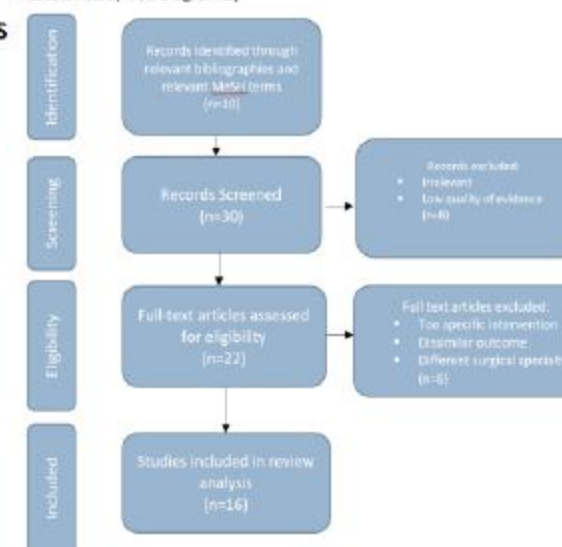 s
Identification
Records identified through
relevant bibliographies and
relevant MeSH terms
(n=30)
Screening
Records Screened
(n=30)
Records excluded:
• Irrelevant
• Low quality of evidence
(n=8)
Eligibility
Full-text articles assessed
for eligibility
(n=22)
Full text articles excluded:
• Too specific intervention
• Dissimilar outcome
• Different surgical specialt
(n=6)
Included
Studies included in review
analysis
(n=16)